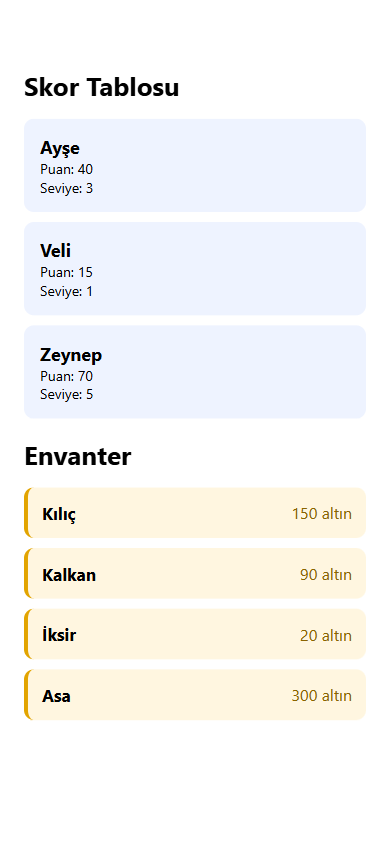 Skor Tablosu
Ayşe
Puan: 40
Seviye: 3
Veli
Puan: 15
Seviye: 1
Zeynep
Puan: 70
Seviye: 5
Envanter
Kılıç 150 altın
Kalkan 90 altın
İksir 20 altın
Asa 300 altın